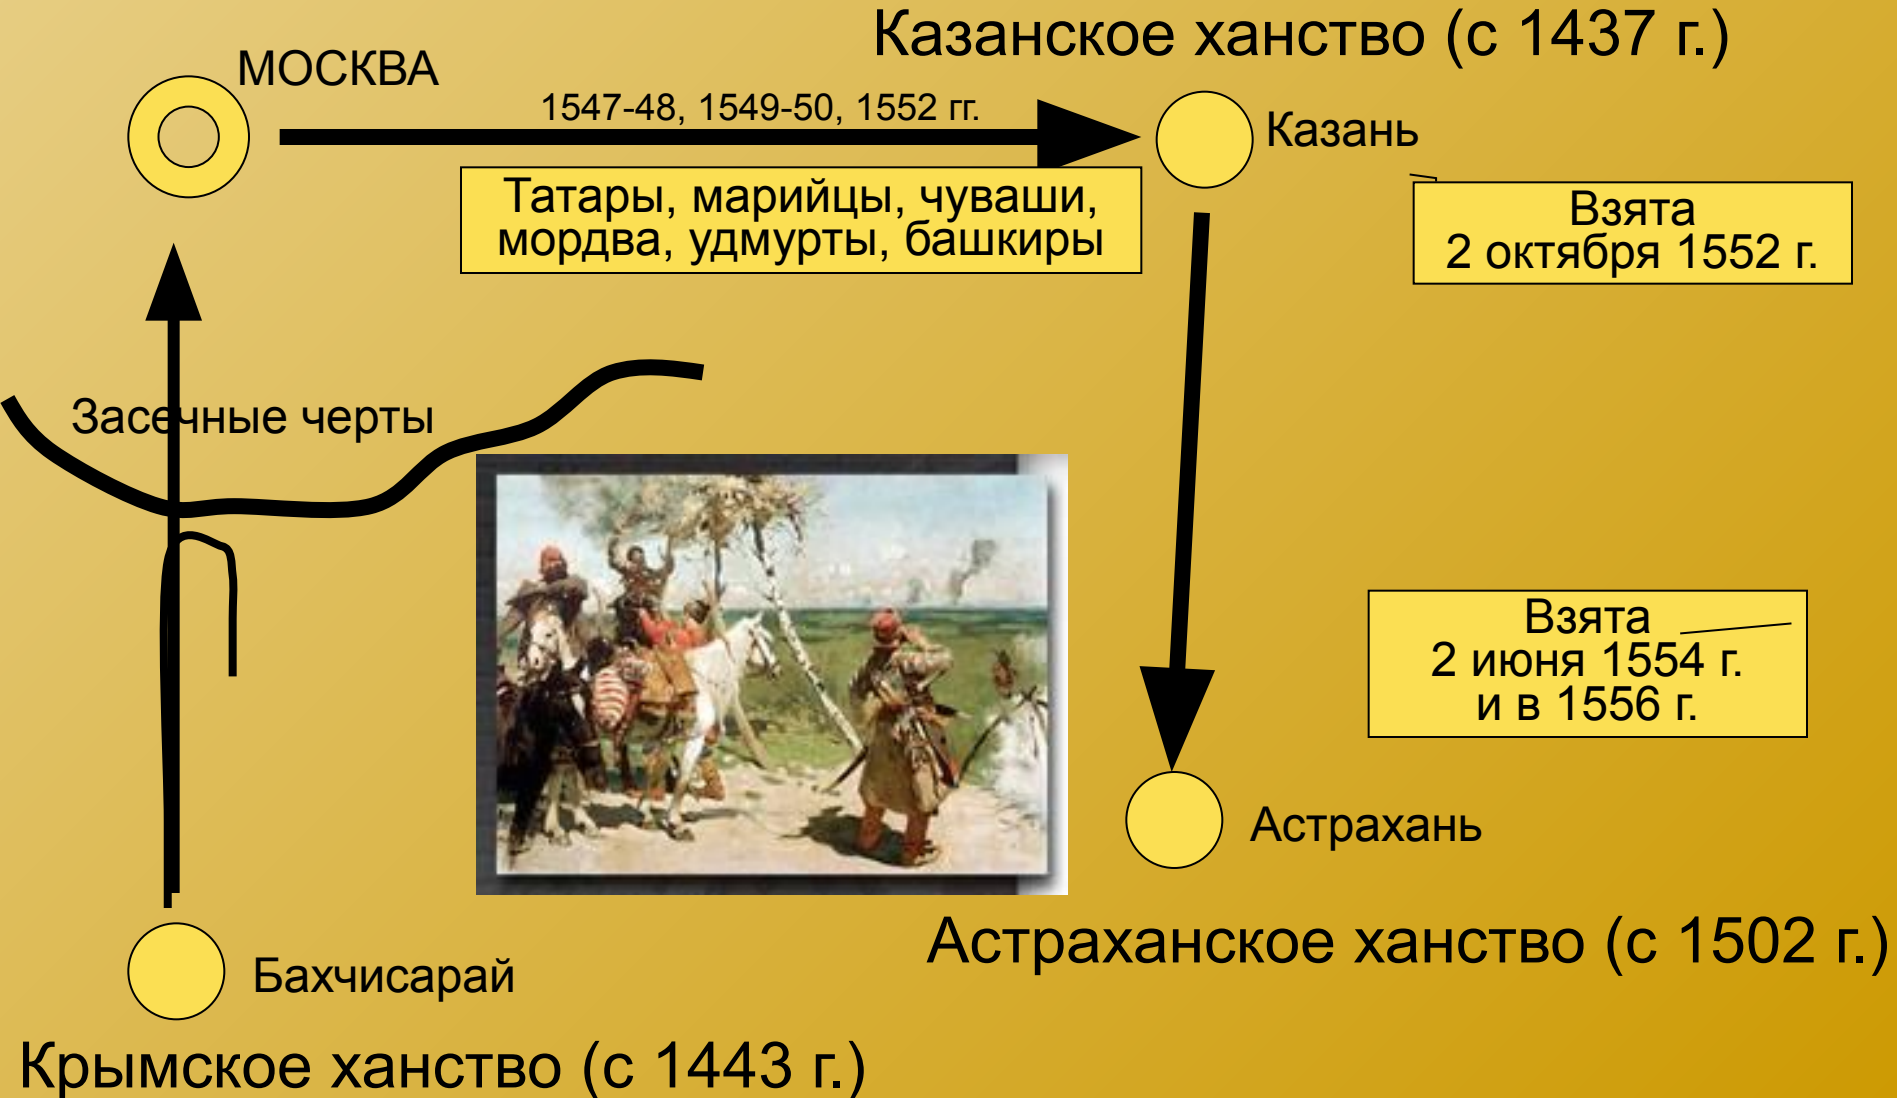 Казанское ханство (с 1437 г.)
МОСКВА
1547-48, 1549-50, 1552 гг.
Казань
Татары, марийцы, чуваши,
мордва, удмурты, башкиры
Взята
2 октября 1552 г.
Засечные черты
Взята
2 июня 1554 г.
и в 1556 г.
Астрахань
Астраханское ханство (с 1502 г.)
Бахчисарай
Крымское ханство (с 1443 г.)